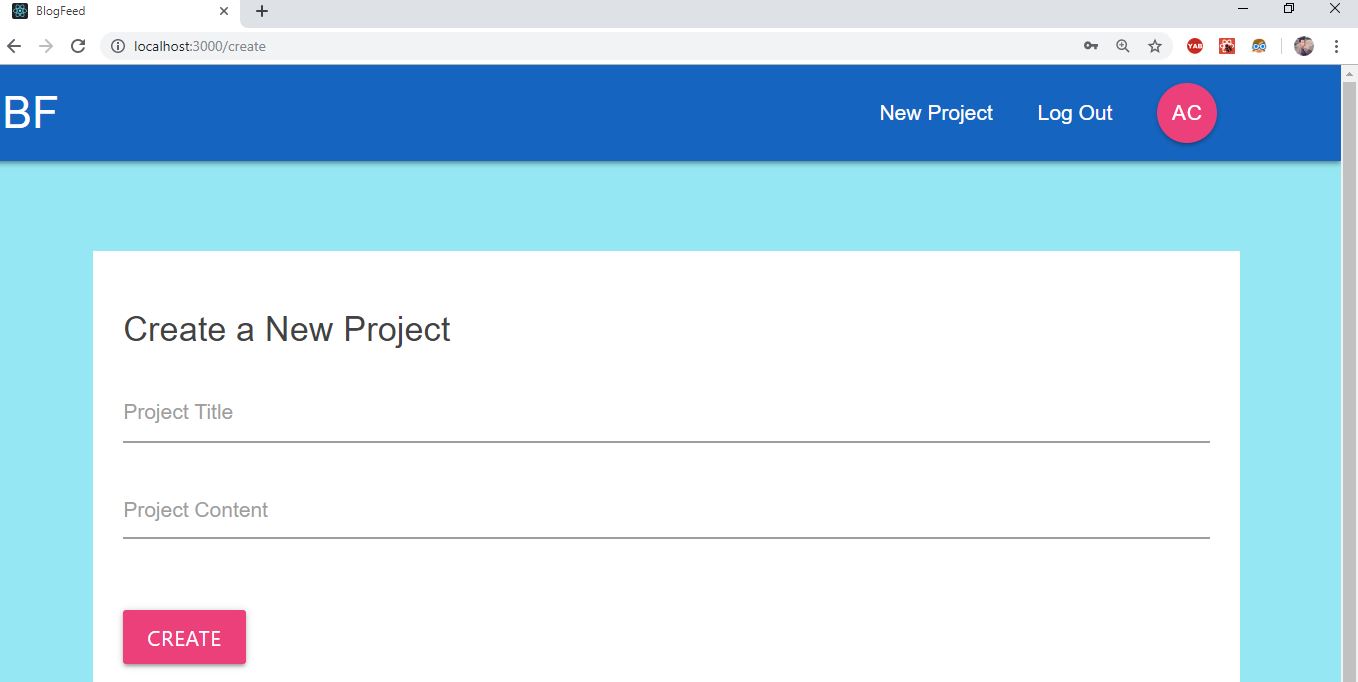 BlogFeed
localhost:3000/create
YAB
BF
New Project
Log Out
AC
Create a New Project
Project Title
Project Content
CREATE